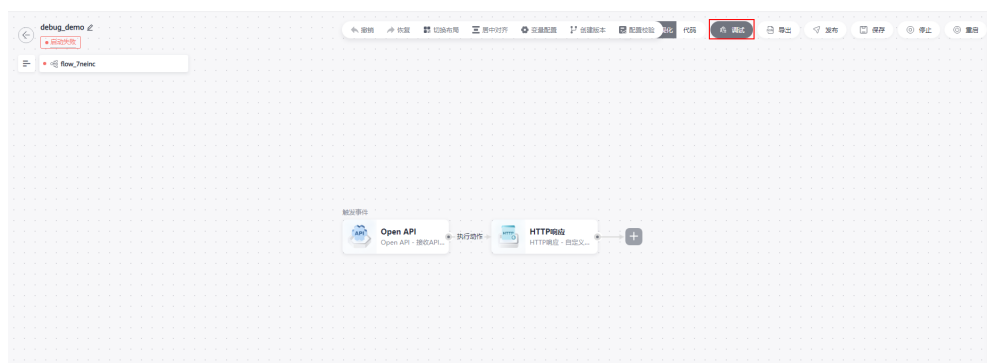 debug_demo
启动失败
撤销 恢复 切换布局 居中对齐 变量配置 创建版本 配置校验 代码 调试 导出 发布 保存 停止 重启
flow_7neinc
触发事件
Open API
Open API - 接收API...
执行动作
HTTP响应
HTTP响应 - 自定义...